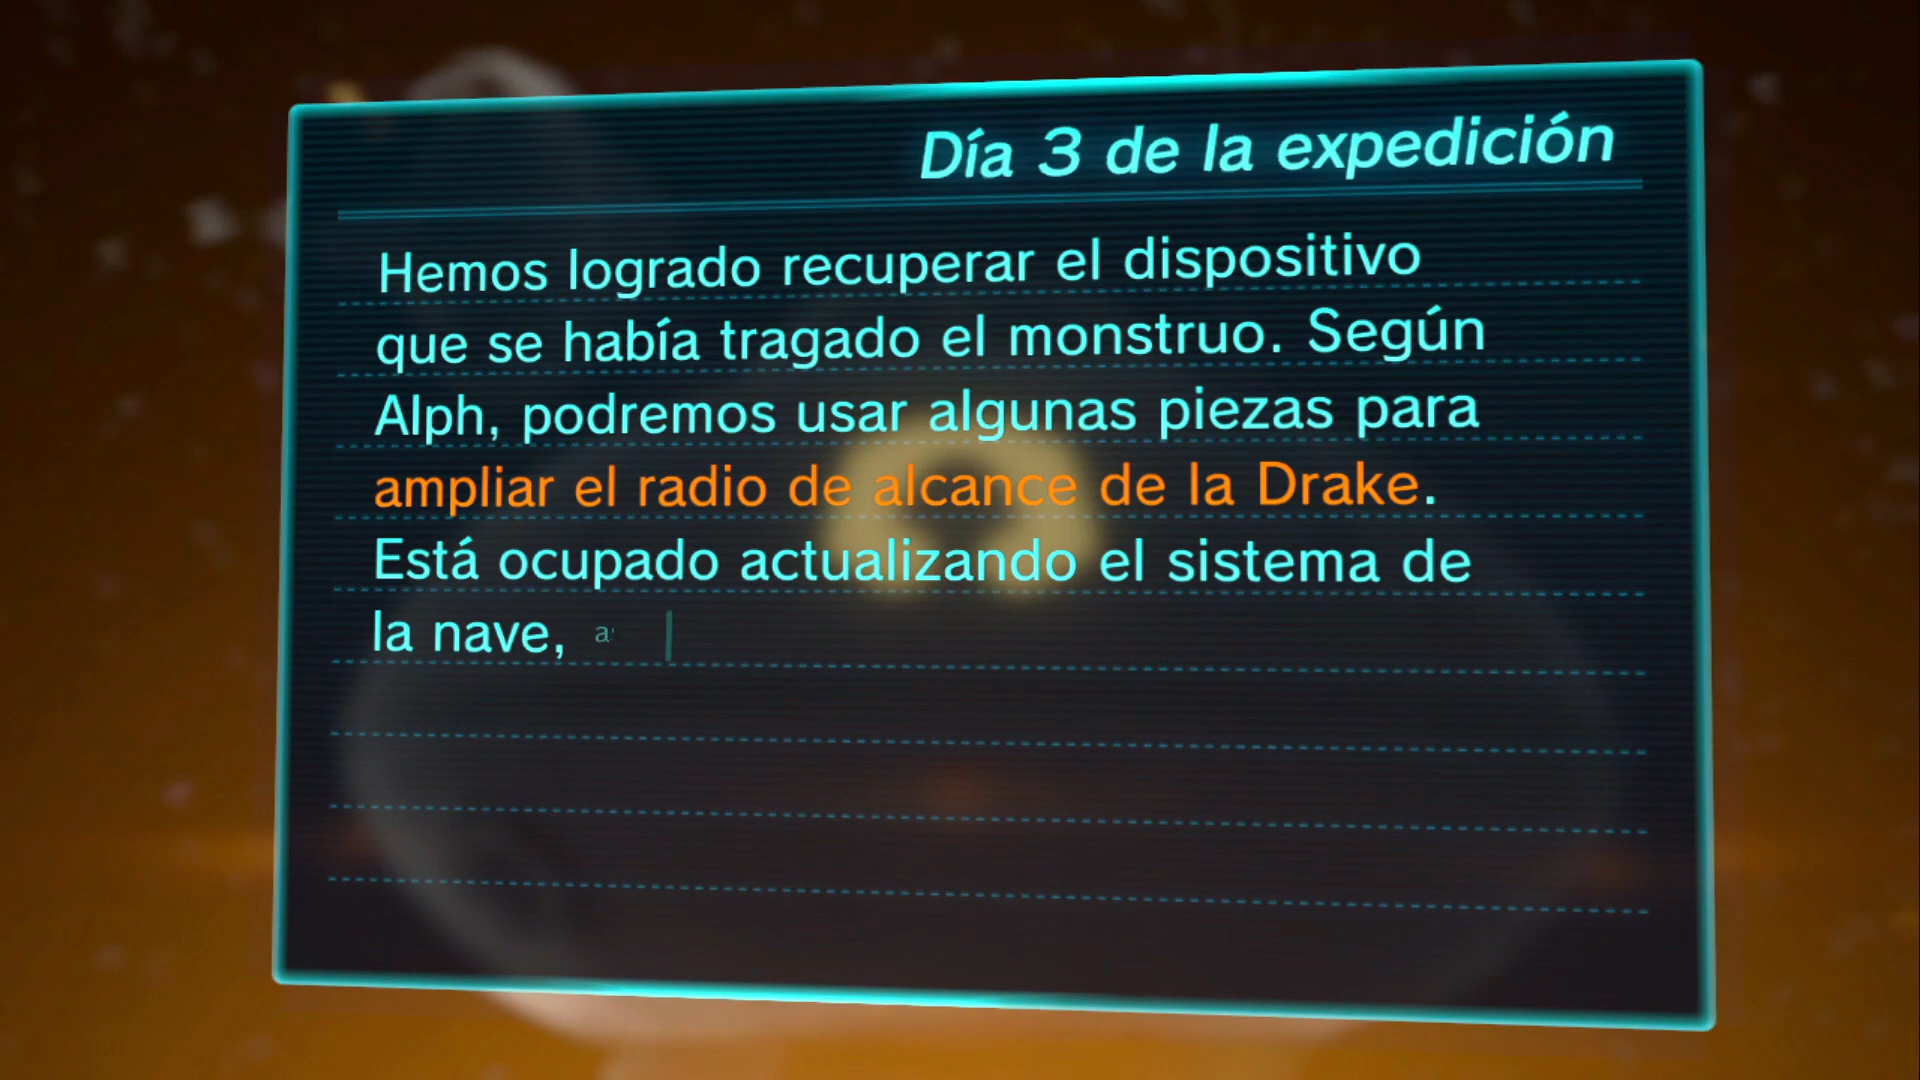 Día 3 de la expedición
Hemos logrado recuperar el dispositivo
que se había tragado el monstruo. Según
Alph, podremos usar algunas piezas para
ampliar el radio de alcance de la Drake.
Está ocupado actualizando el sistema de
la nave,